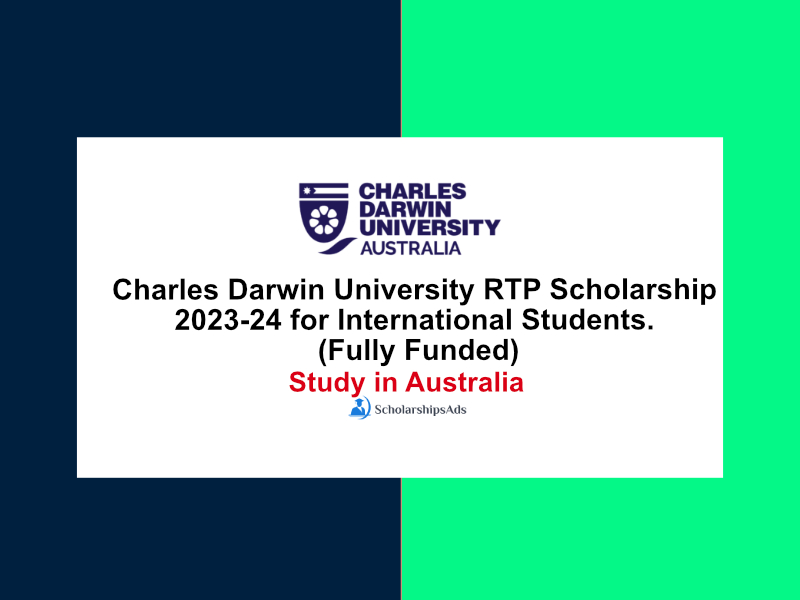 CHARLES
DARWIN
UNIVERSITY
AUSTRALIA
Charles Darwin University RTP Scholarship
2023-24 for International Students.
(Fully Funded)
Study in Australia
ScholarshipsAds